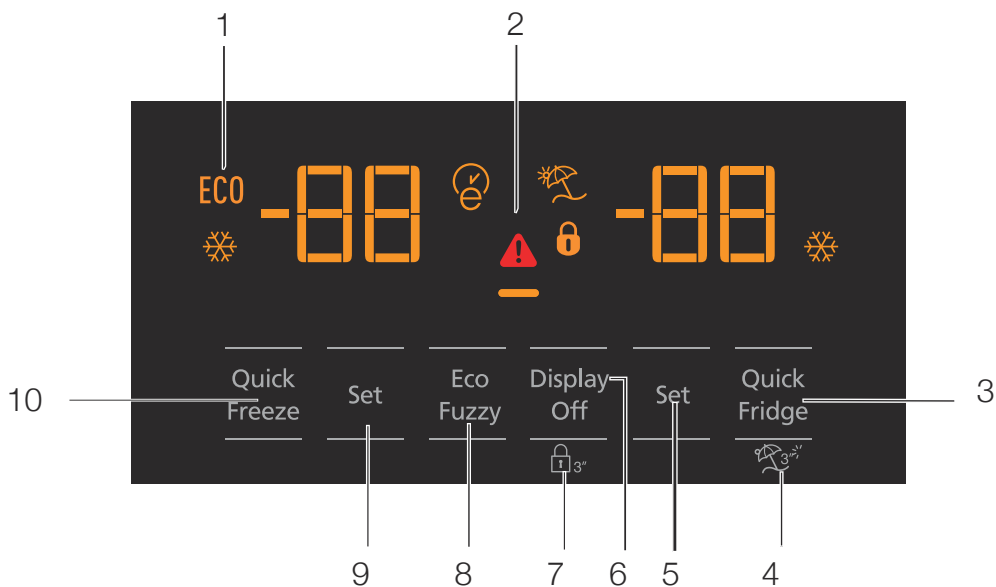 1 2
ECO -88 e -88
Quick Freeze
Set
Eco Fuzzy
Display Off
Set
Quick Fridge
10 3
3" 3"
9 8 7 6 5 4